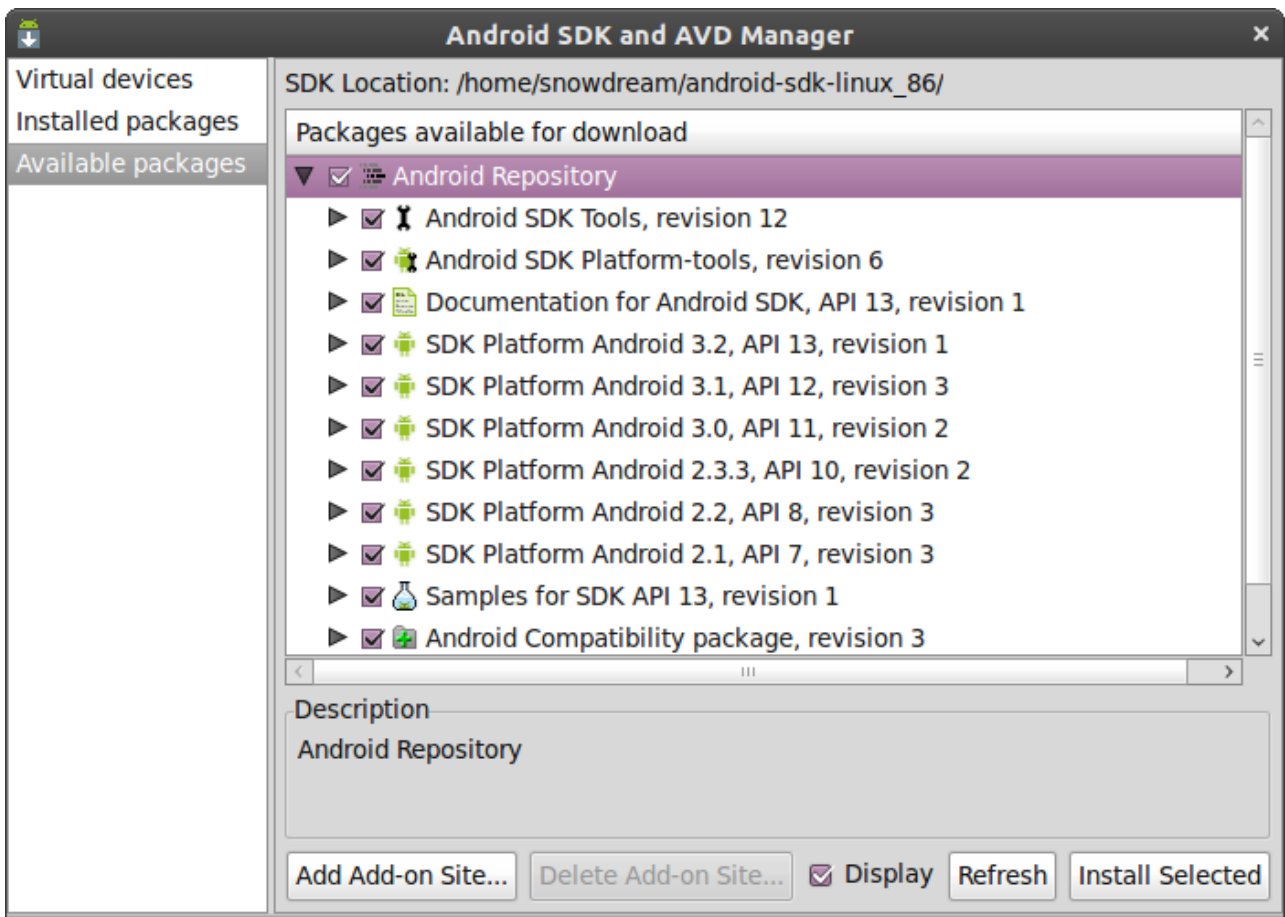 Android SDK and AVD Manager
Virtual devices
Installed packages
Available packages
SDK Location: /home/snowdream/android-sdk-linux_86/
Packages available for download
Android Repository
Android SDK Tools, revision 12
Android SDK Platform-tools, revision 6
Documentation for Android SDK, API 13, revision 1
SDK Platform Android 3.2, API 13, revision 1
SDK Platform Android 3.1, API 12, revision 3
SDK Platform Android 3.0, API 11, revision 2
SDK Platform Android 2.3.3, API 10, revision 2
SDK Platform Android 2.2, API 8, revision 3
SDK Platform Android 2.1, API 7, revision 3
Samples for SDK API 13, revision 1
Android Compatibility package, revision 3
Description
Android Repository
Add Add-on Site... Delete Add-on Site... Display Refresh Install Selected